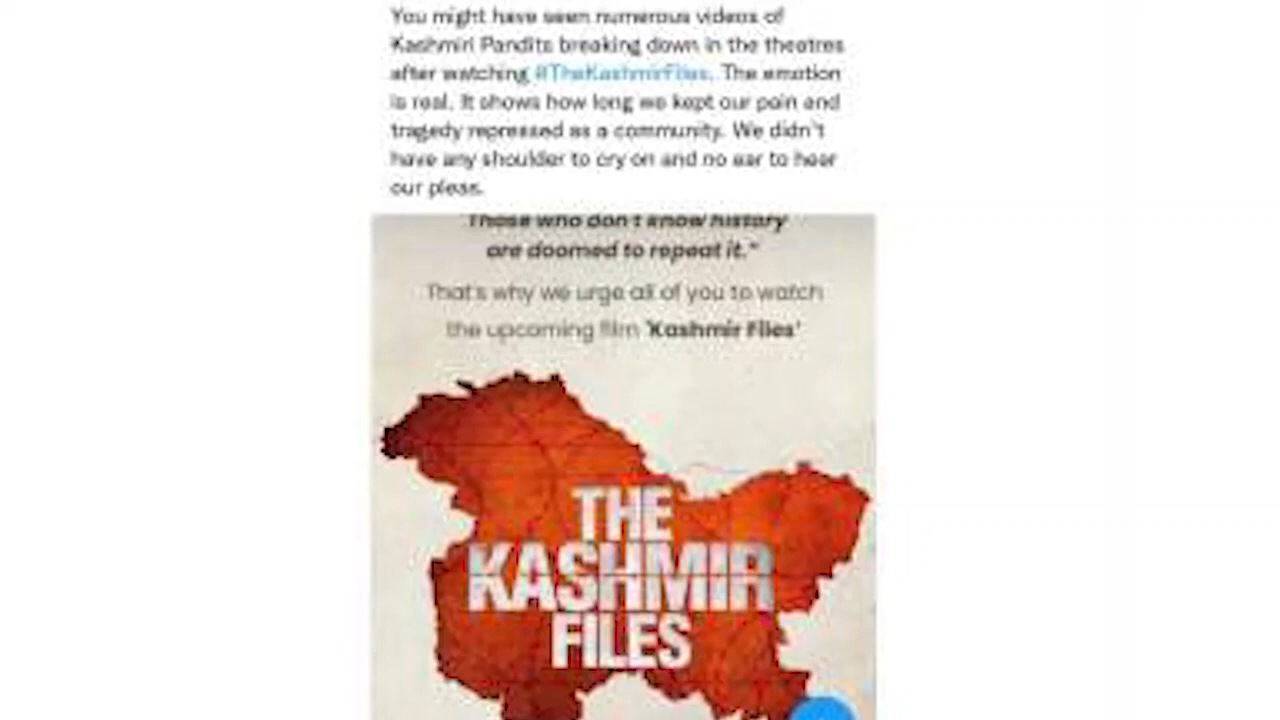 You might have seen numerous videos of
Kashmiri Pandits breaking down in the theatres
after watching #TheKashmirFiles. The emotion
is real. It shows how long we kept our pain and
tragedy repressed as a community. We didn't
have any shoulder to cry on and no ear to hear
our pleas.
Those who don't know history
are doomed to repeat it."
That's why we urge all of you to watch
the upcoming film 'Kashmir Files'
THE
KASHMIR
FILES